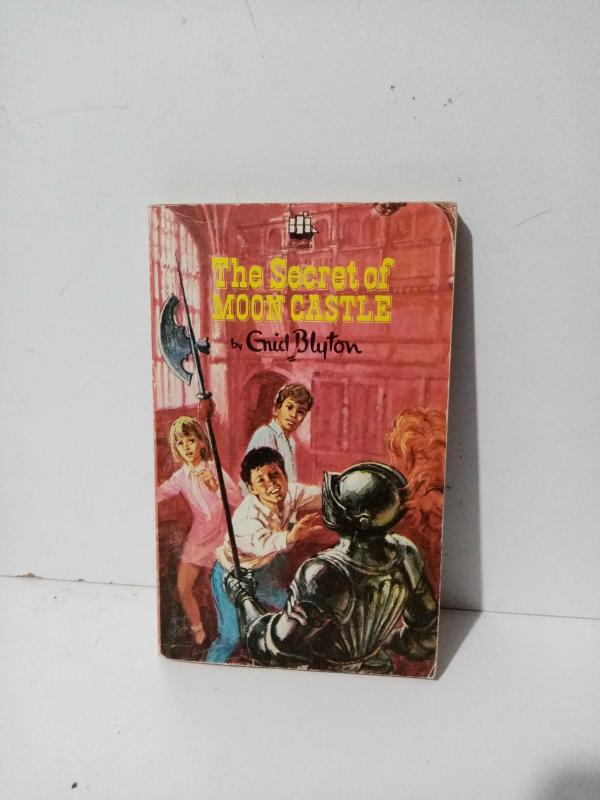 The Secret of
MOON CASTLE
by Enid Blyton